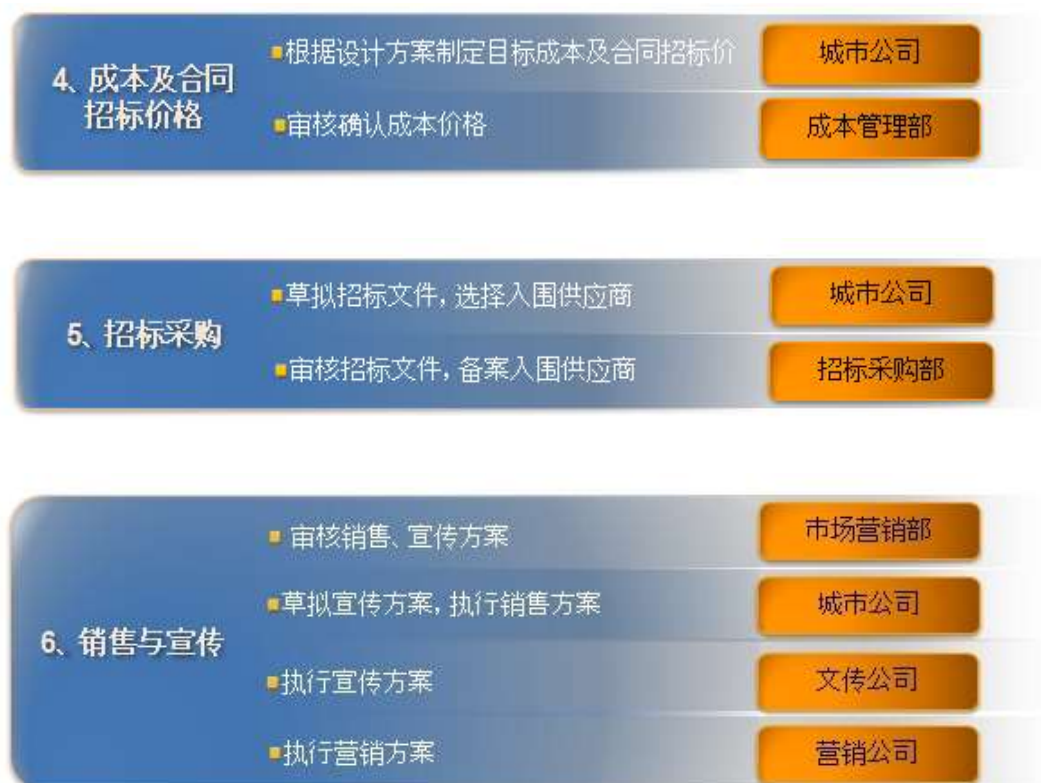 4、成本及合同
招标价格
根据设计方案制定目标成本及合同招标价
城市公司
审核确认成本价格
成本管理部
5、招标采购
草拟招标文件，选择入围供应商
城市公司
审核招标文件，备案入围供应商
招标采购部
6、销售与宣传
审核销售、宣传方案
市场营销部
草拟宣传方案，执行销售方案
城市公司
执行宣传方案
文传公司
执行营销方案
营销公司